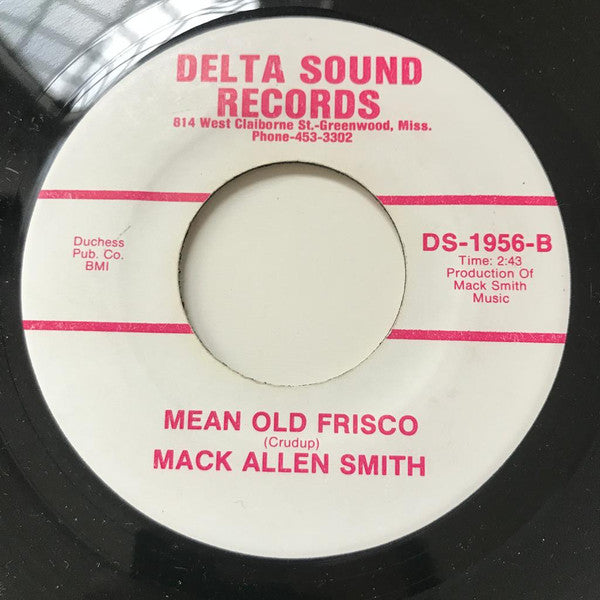 DELTA SOUND
RECORDS
814 West Claiborne St.-Greenwood, Miss.
Phone-453-3302
Duchess
Pub. Co.
BMI
DS-1956-B
Time: 2:43
Production Of
Mack Smith
Music
MEAN OLD FRISCO
(Crudup)
MACK ALLEN SMITH